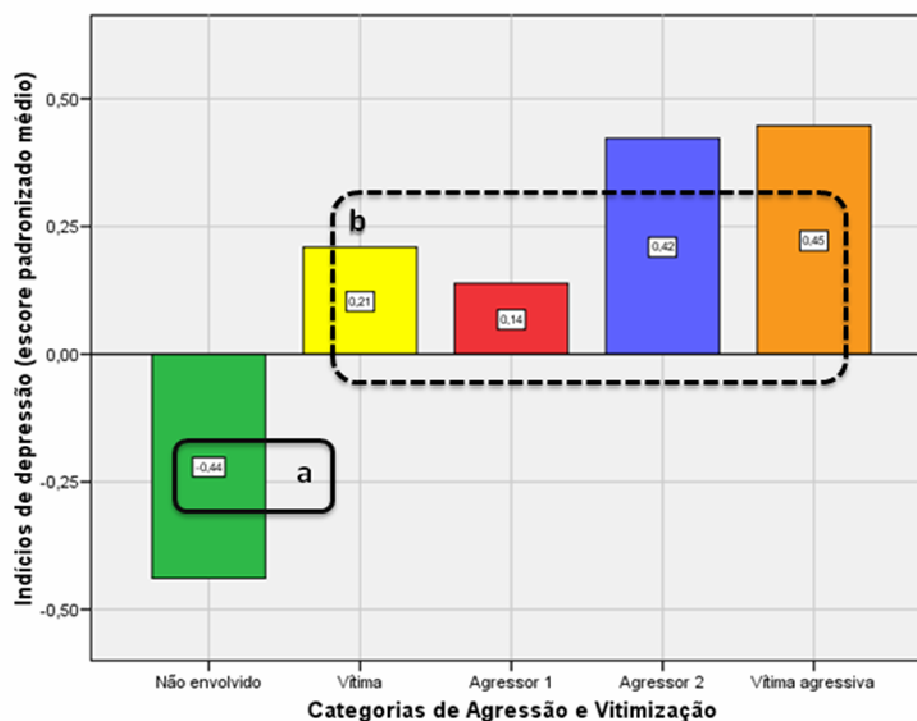 Indícios de depressão (escore padronizado médio)
0,50
0,25
0,00
-0,25
-0,50
b
0,21
0,14
0,42
0,45
-0,44
a
Não envolvido
Vítima
Agressor 1
Agressor 2
Vítima agressiva
Categorias de Agressão e Vitimização